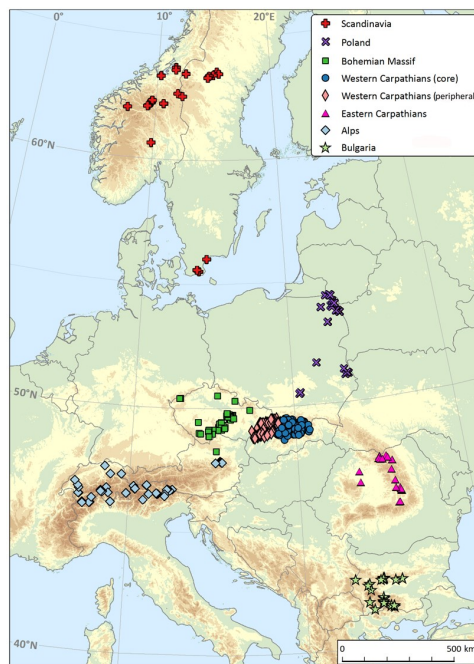 10°E
20°E
Scandinavia
Poland
Bohemian Massif
Western Carpathians (core)
Western Carpathians (peripheral)
Eastern Carpathians
Alps
Bulgaria
60°N
50°N
40°N
0
500 km